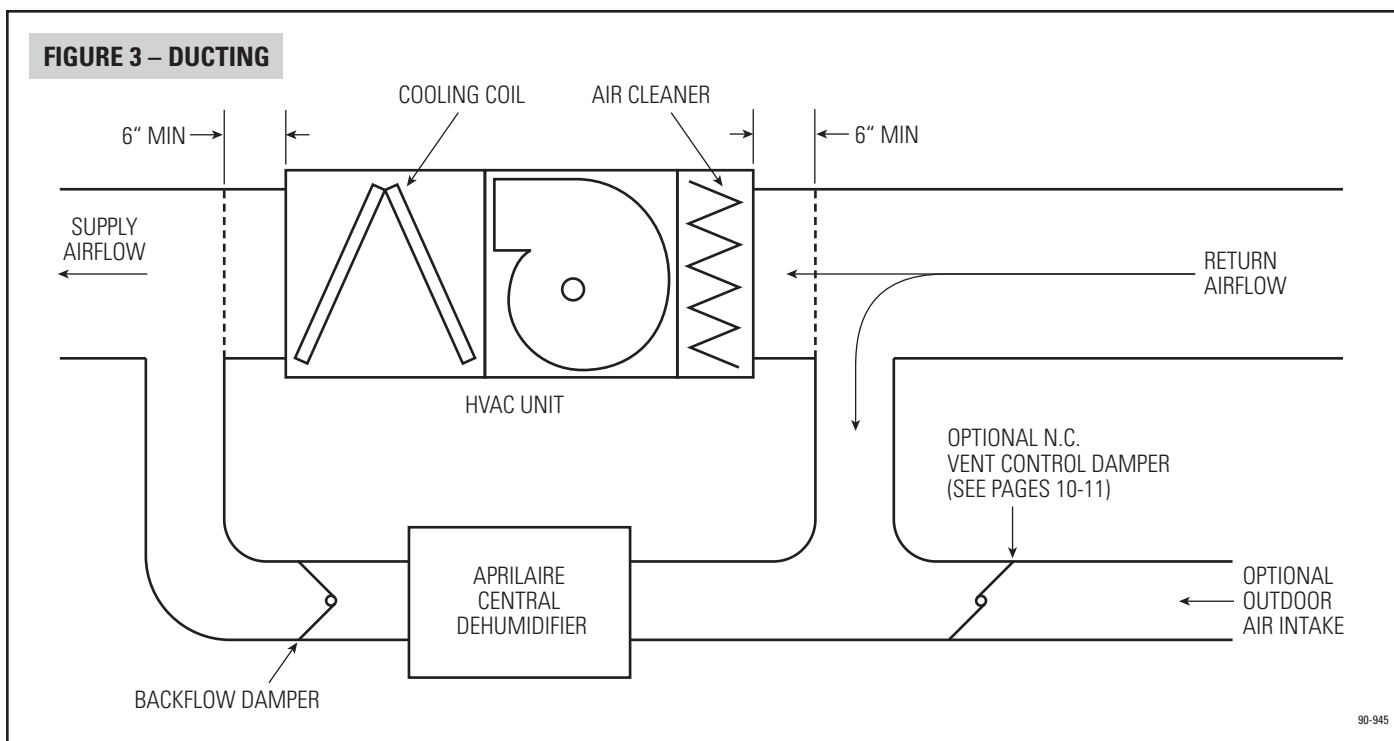 FIGURE 3 – DUCTING
COOLING COIL
AIR CLEANER
6“ MIN
6“ MIN
SUPPLY
AIRFLOW
RETURN
AIRFLOW
HVAC UNIT
OPTIONAL N.C.
VENT CONTROL DAMPER
(SEE PAGES 10-11)
APRILAIRE
CENTRAL
DEHUMIDIFIER
OPTIONAL
OUTDOOR
AIR INTAKE
BACKFLOW DAMPER
90-945